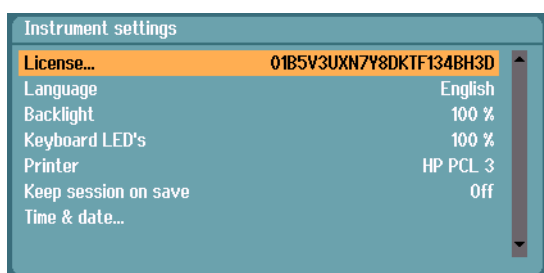 Instrument settings
License... 01B5V3UXN7Y8DKTF134BH3D
Language English
Backlight 100 %
Keyboard LED's 100 %
Printer HP PCL 3
Keep session on save Off
Time & date...